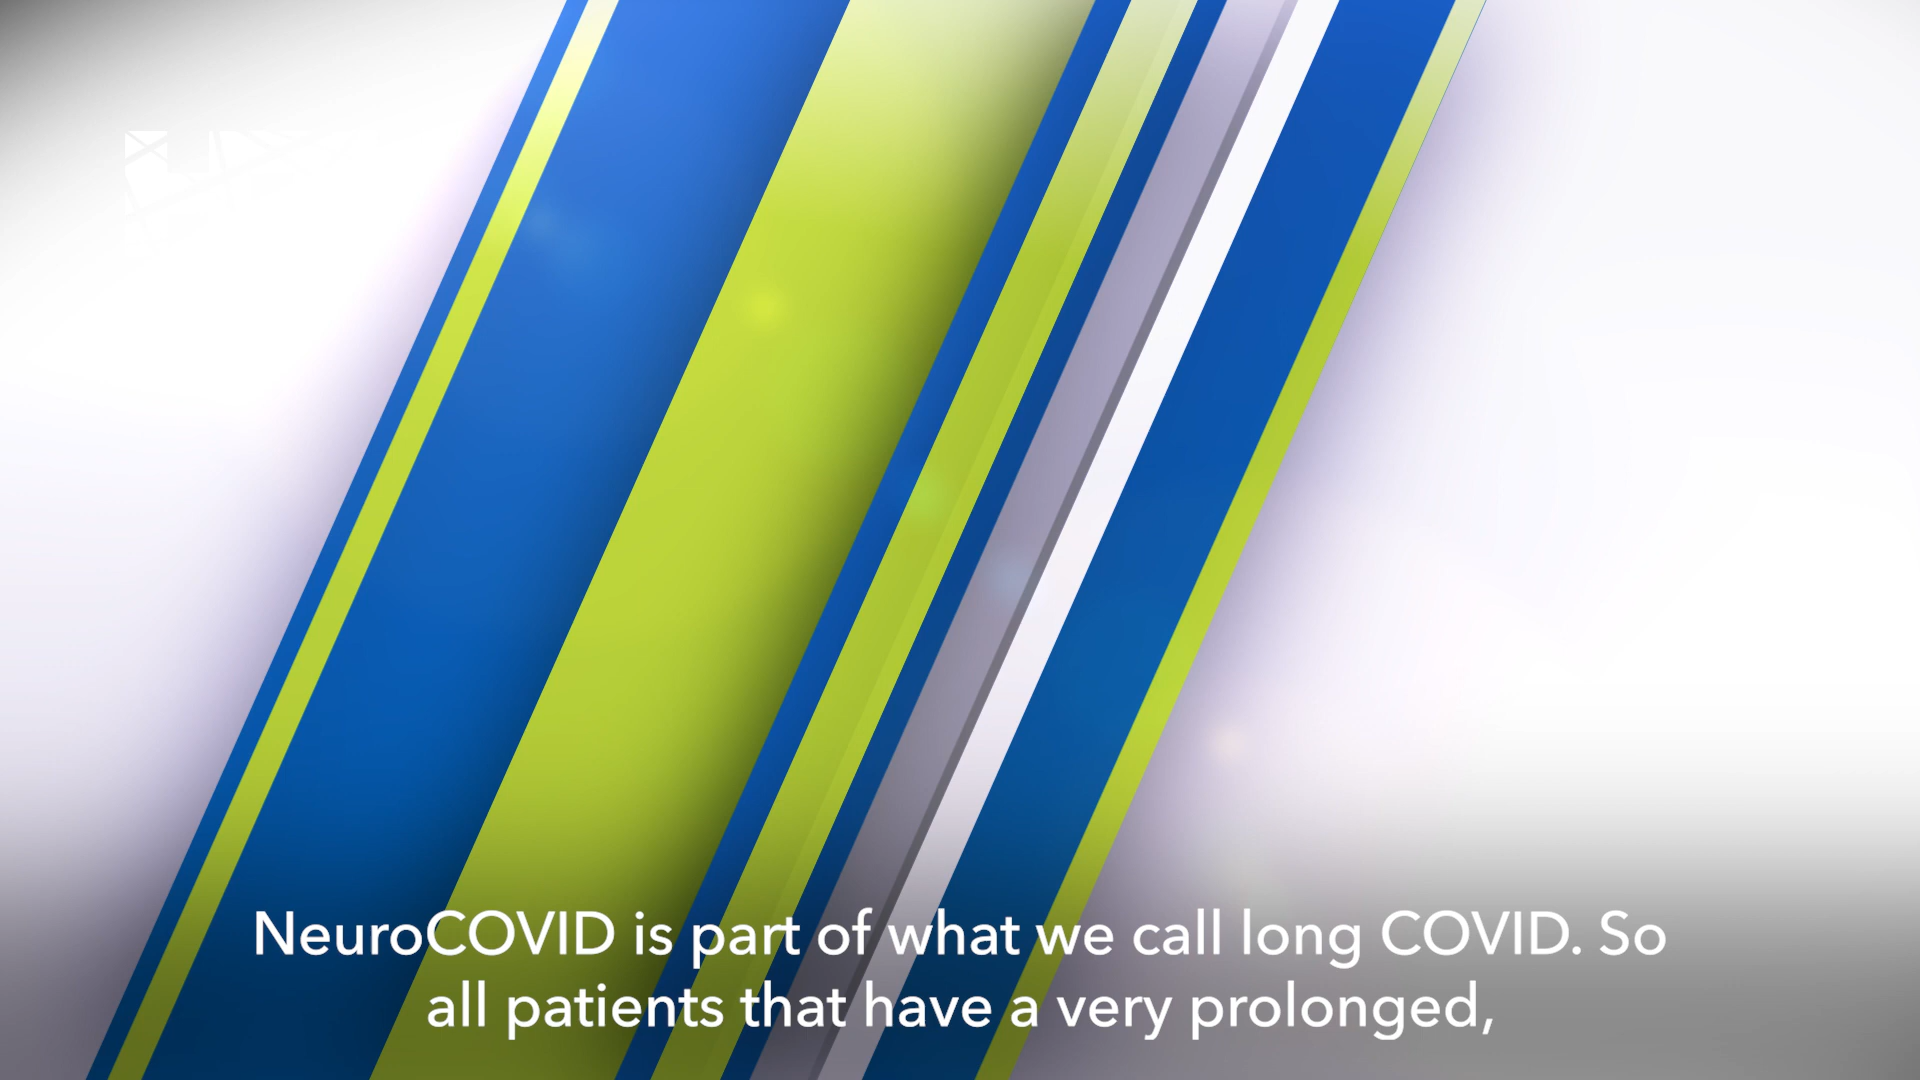 NeuroCOVID is part of what we call long COVID. So
all patients that have a very prolonged,